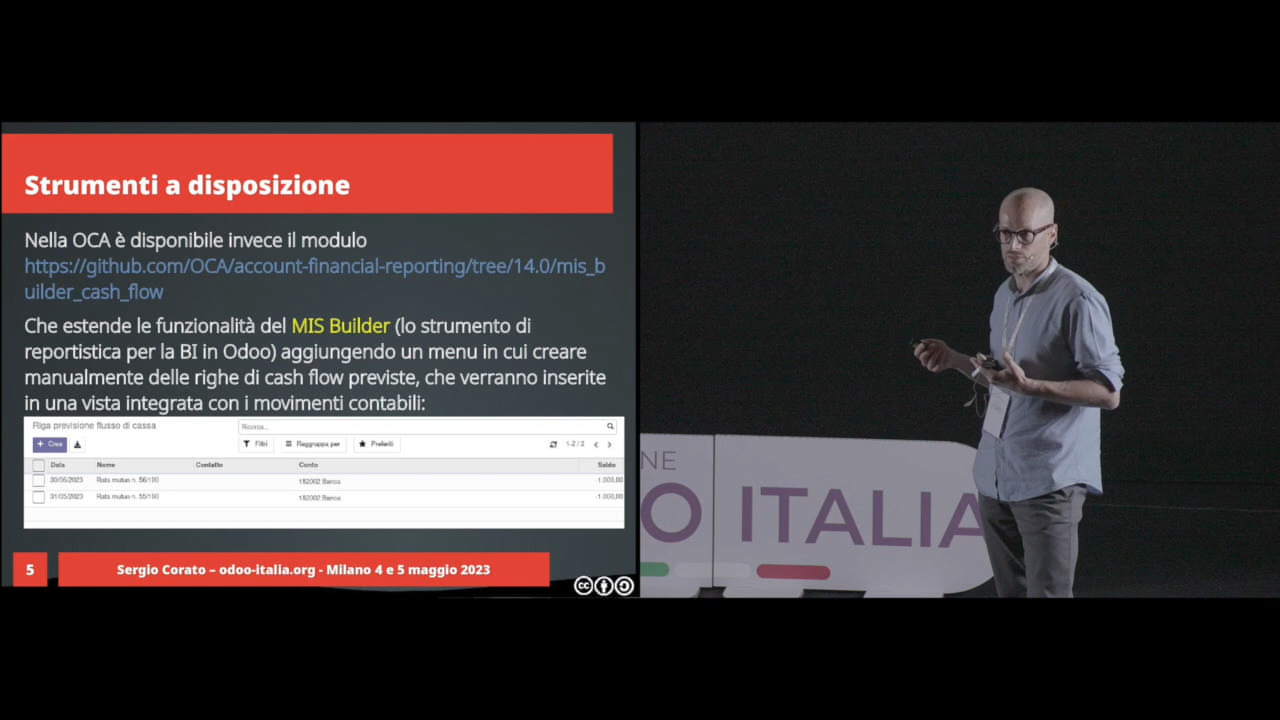 Strumenti a disposizione
Nella OCA è disponibile invece il modulo
https://github.com/OCA/account-financial-reporting/tree/14.0/mis_b
uilder_cash_flow
Che estende le funzionalità del MIS Builder (lo strumento di
reportistica per la BI in Odoo) aggiungendo un menu in cui creare
manualmente delle righe di cash flow previste, che verranno inserite
in una vista integrata con i movimenti contabili:
Riga previsione flusso di cassa
Ricerca...
+ Crea
Filtri Raggruppa per Preferiti 1-2 / 2
Data Nome Contatto Conto Saldo
30/06/2023 Rata mutuo n. 56/100 182002 Banca -1.000,00
31/05/2023 Rata mutuo n. 55/100 182002 Banca -1.000,00
5 Sergio Corato – odoo-italia.org - Milano 4 e 5 maggio 2023
cc
NE
O ITALIA